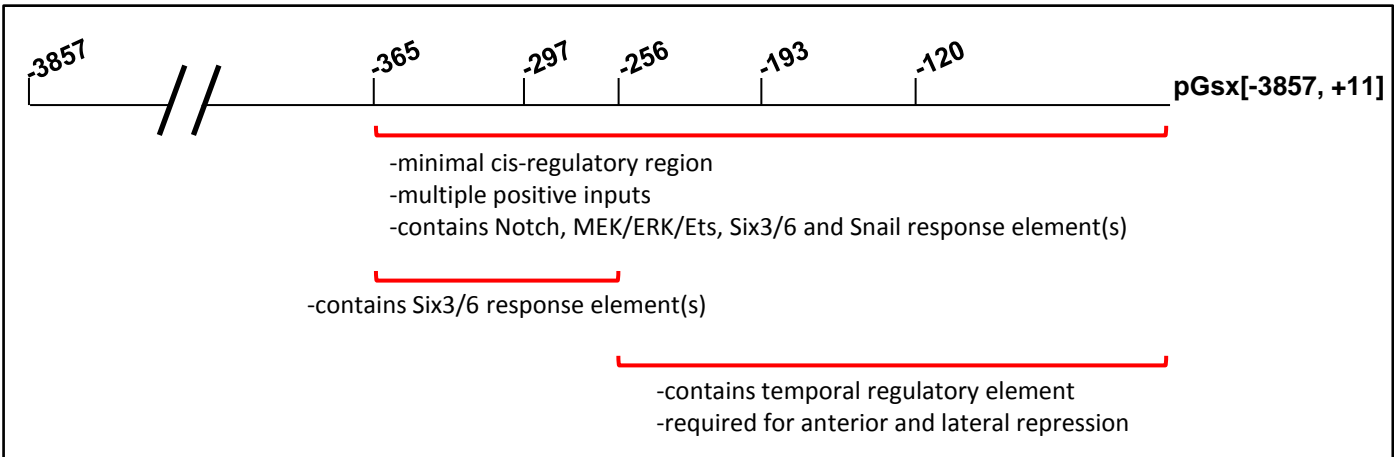 -3857
-365
-297
-256
-193
-120
pGsx[-3857, +11]
-minimal cis-regulatory region
-multiple positive inputs
-contains Notch, MEK/ERK/Ets, Six3/6 and Snail response element(s)
-contains Six3/6 response element(s)
-contains temporal regulatory element
-required for anterior and lateral repression